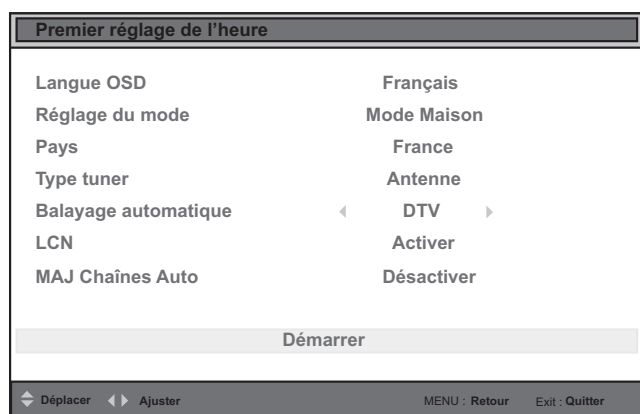 Premier réglage de l'heure
Langue OSD Français
Réglage du mode Mode Maison
Pays France
Type tuner Antenne
Balayage automatique DTV
LCN Activer
MAJ Chaînes Auto Désactiver
Démarrer
Déplacer Ajuster MENU : Retour Exit : Quitter